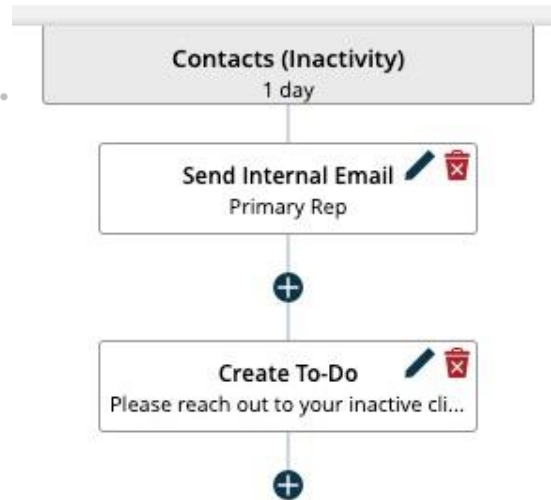 Contacts (Inactivity)
1 day
Send Internal Email
Primary Rep
Create To-Do
Please reach out to your inactive cli...